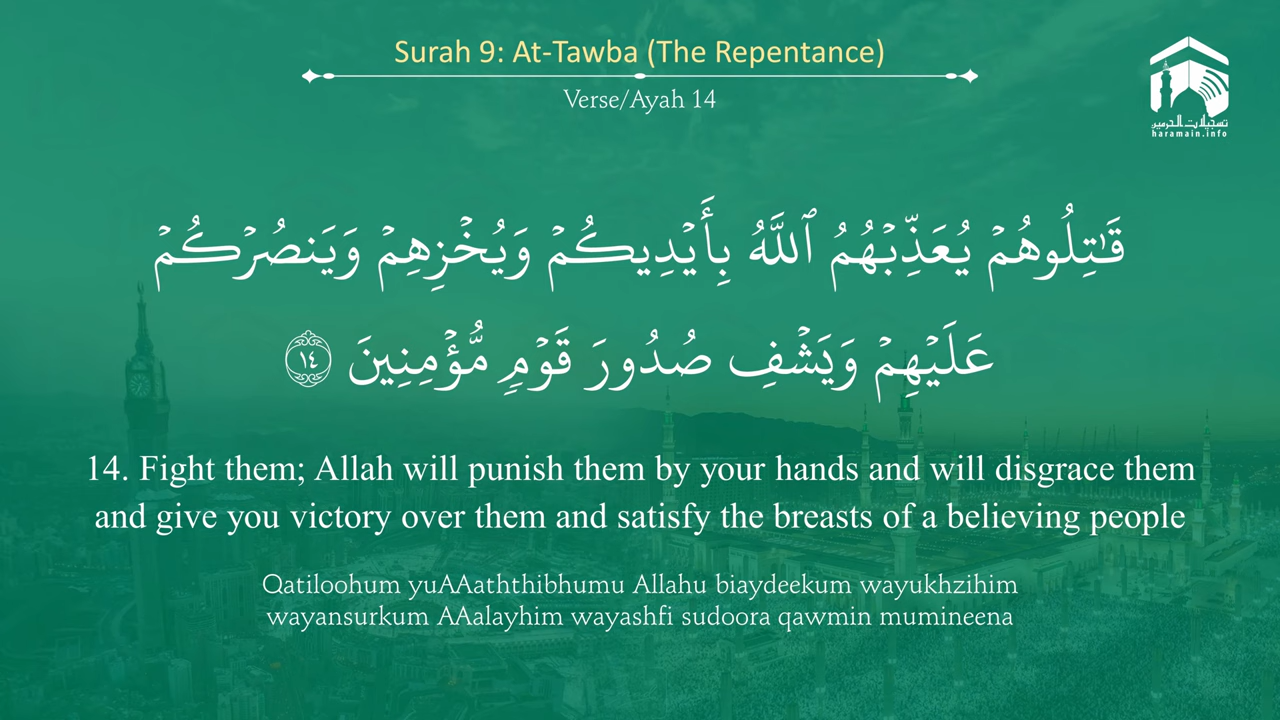 Surah 9: At-Tawba (The Repentance)
Verse/Ayah 14
تسجيلات الحرمين
haramain.info
قَـٰتِلُوهُمۡ يُعَذِّبۡهُمُ ٱللَّهُ بِأَيۡدِيكُمۡ وَيُخۡزِهِمۡ وَيَنصُرۡكُمۡ
عَلَيۡهِمۡ وَيَشۡفِ صُدُورَ قَوۡمٖ مُّؤۡمِنِينَ ١٤
14. Fight them; Allah will punish them by your hands and will disgrace them
and give you victory over them and satisfy the breasts of a believing people
Qatiloohum yuAAaththibhumu Allahu biaydeekum wayukhzihim
wayansurkum AAalayhim wayashfi sudoora qawmin mumineena